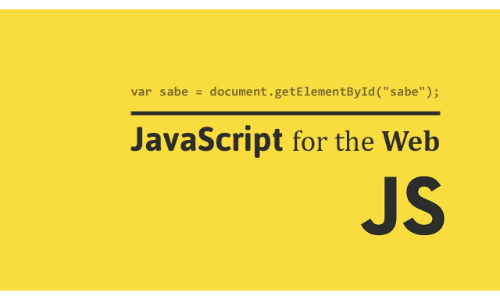 var sabe = document.getElementById("sabe");
JavaScript for the Web
JS